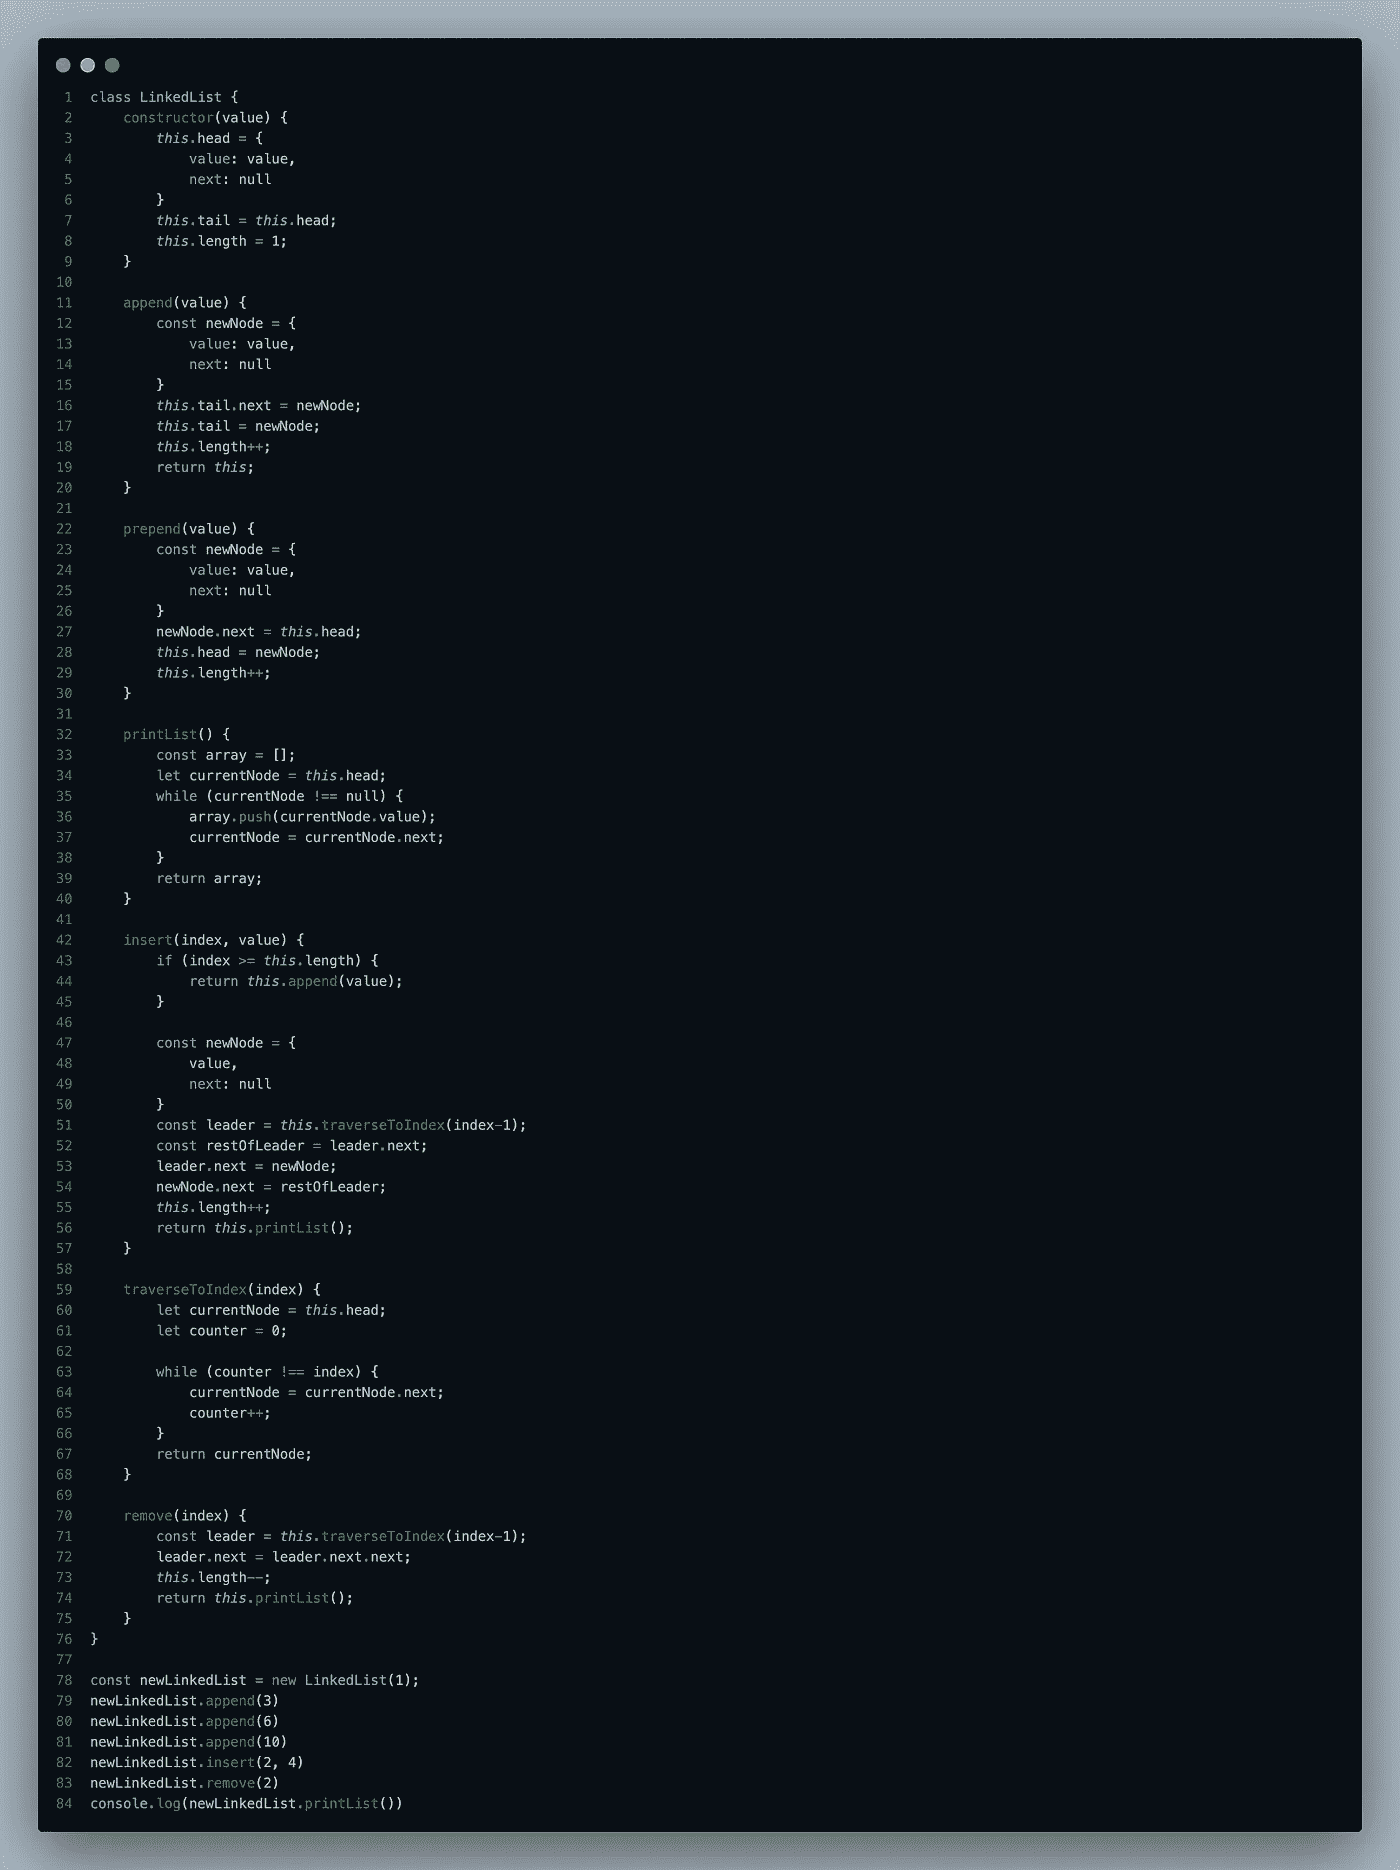 1 class LinkedList {
2     constructor(value) {
3         this.head = {
4             value: value,
5             next: null
6         }
7         this.tail = this.head;
8         this.length = 1;
9     }
10
11     append(value) {
12         const newNode = {
13             value: value,
14             next: null
15         }
16         this.tail.next = newNode;
17         this.tail = newNode;
18         this.length++;
19         return this;
20     }
21
22     prepend(value) {
23         const newNode = {
24             value: value,
25             next: null
26         }
27         newNode.next = this.head;
28         this.head = newNode;
29         this.length++;
30     }
31
32     printList() {
33         const array = [];
34         let currentNode = this.head;
35         while (currentNode !== null) {
36             array.push(currentNode.value);
37             currentNode = currentNode.next;
38         }
39         return array;
40     }
41
42     insert(index, value) {
43         if (index >= this.length) {
44             return this.append(value);
45         }
46
47         const newNode = {
48             value,
49             next: null
50         }
51         const leader = this.traverseToIndex(index-1);
52         const restOfLeader = leader.next;
53         leader.next = newNode;
54         newNode.next = restOfLeader;
55         this.length++;
56         return this.printList();
57     }
58
59     traverseToIndex(index) {
60         let currentNode = this.head;
61         let counter = 0;
62
63         while (counter !== index) {
64             currentNode = currentNode.next;
65             counter++;
66         }
67         return currentNode;
68     }
69
70     remove(index) {
71         const leader = this.traverseToIndex(index-1);
72         leader.next = leader.next.next;
73         this.length--;
74         return this.printList();
75     }
76 }
77
78 const newLinkedList = new LinkedList(1);
79 newLinkedList.append(3)
80 newLinkedList.append(6)
81 newLinkedList.append(10)
82 newLinkedList.insert(2, 4)
83 newLinkedList.remove(2)
84 console.log(newLinkedList.printList())